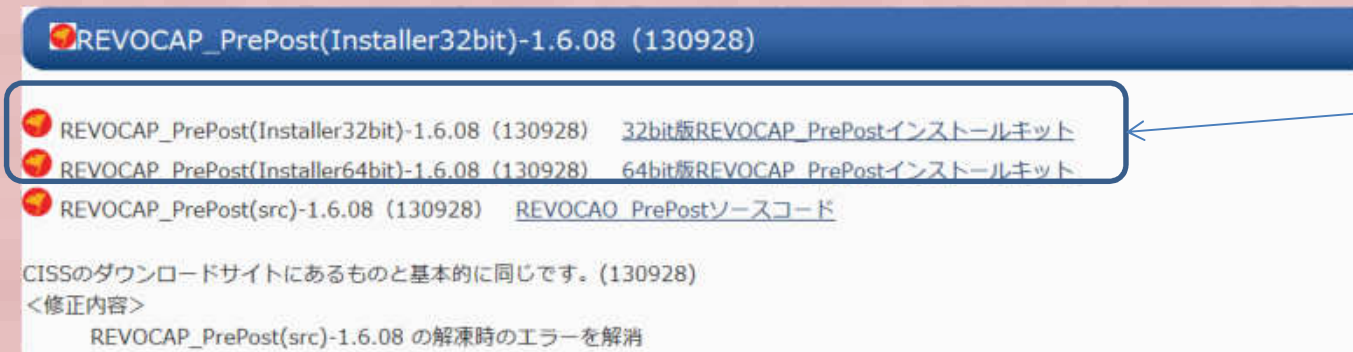 REVOCAP_PrePost(Installer32bit)-1.6.08（130928）
REVOCAP_PrePost(Installer32bit)-1.6.08（130928） 32bit版REVOCAP_PrePostインストールキット
REVOCAP_PrePost(Installer64bit)-1.6.08（130928） 64bit版REVOCAP_PrePostインストールキット
REVOCAP_PrePost(src)-1.6.08（130928） REVOCAO_PrePostソースコード
CISSのダウンロードサイトにあるものと基本的に同じです。(130928)
＜修正内容＞
REVOCAP_PrePost(src)-1.6.08 の解凍時のエラーを解消